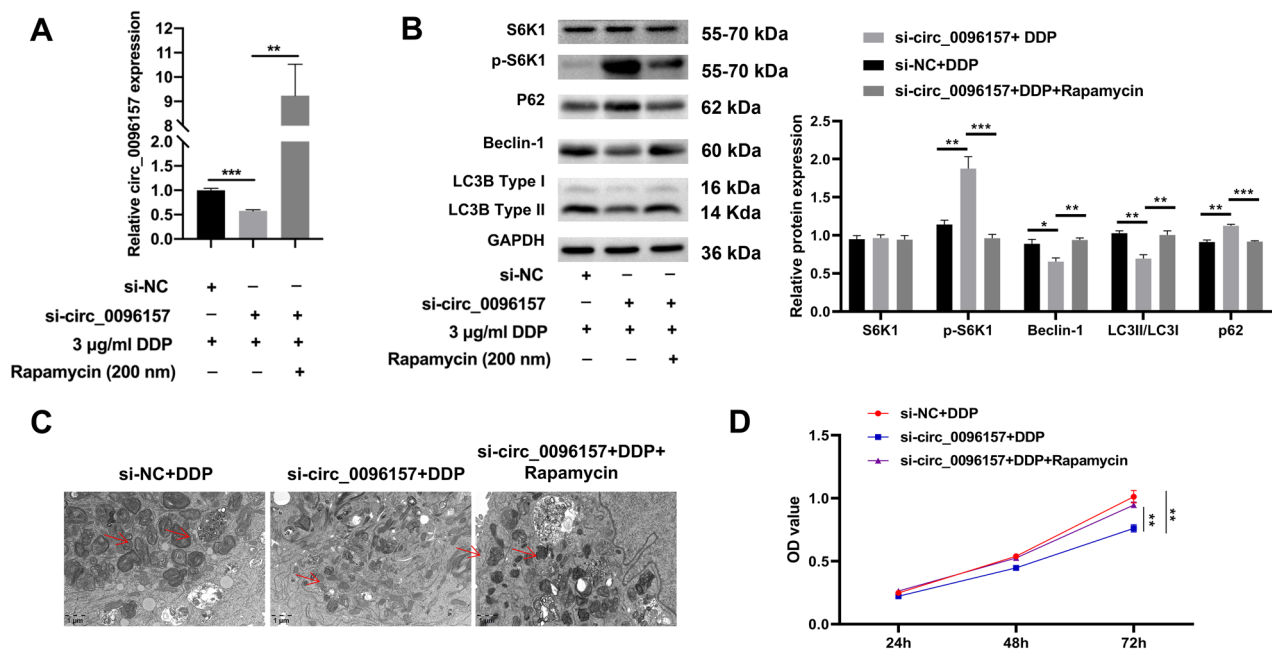 A
Relative circ_0096157 expression
12
11
10
9
8
2.0
1.5
1.0
0.5
0.0
***
**
si-NC + – –
si-circ_0096157 – + +
3 μg/ml DDP + + +
Rapamycin (200 nm) – – +
B
S6K1 55-70 kDa
p-S6K1 55-70 kDa
P62 62 kDa
Beclin-1 60 kDa
LC3B Type I 16 kDa
LC3B Type II 14 Kda
GAPDH 36 kDa
si-NC + – –
si-circ_0096157 – + +
3 μg/ml DDP + + +
Rapamycin (200 nm) – – +
si-circ_0096157+ DDP
si-NC+DDP
si-circ_0096157+DDP+Rapamycin
Relative protein expression
2.5
2.0
1.5
1.0
0.5
0.0
** ***
* **
** **
** ***
S6K1 p-S6K1 Beclin-1 LC3II/LC3I p62
C
si-NC+DDP
si-circ_0096157+DDP
si-circ_0096157+DDP+
Rapamycin
1 μm
1 μm
1 μm
D
si-NC+DDP
si-circ_0096157+DDP
si-circ_0096157+DDP+Rapamycin
OD value
1.5
1.0
0.5
0.0
**
**
24h 48h 72h